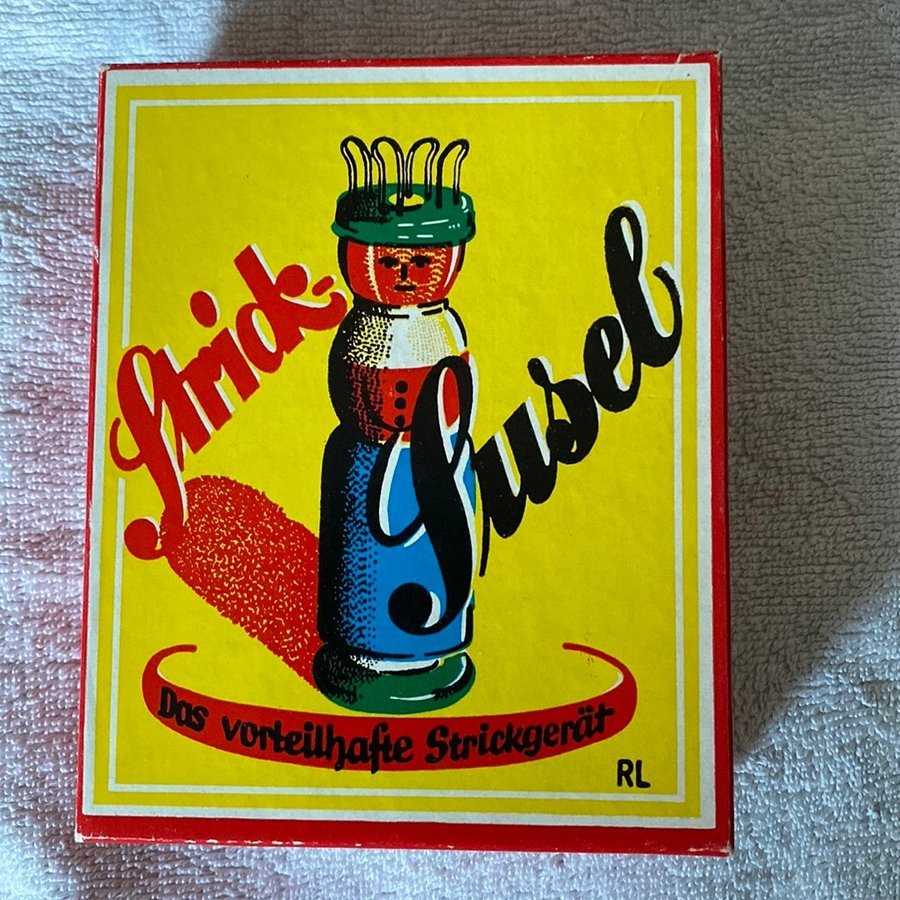 Strick-
Susel
Das vorteilhafte Strickgerät
RL